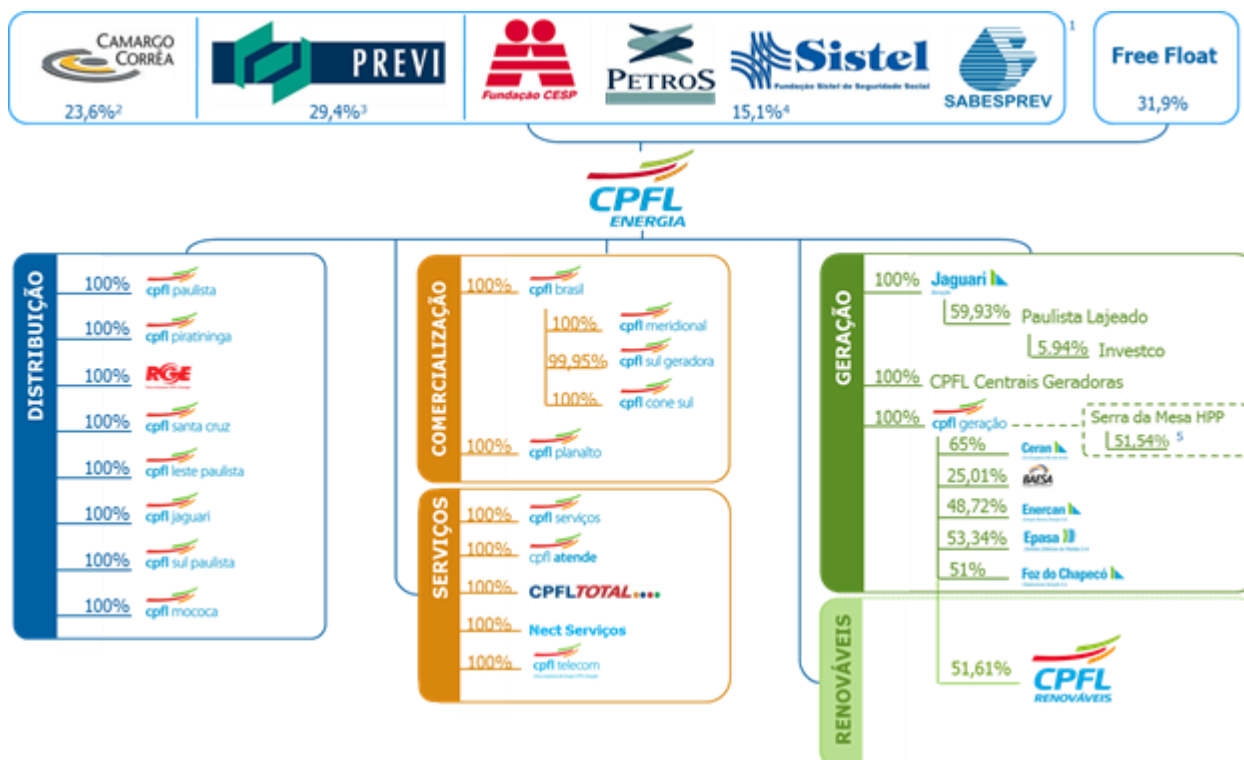 CAMARGO
CORRÊA
23,6%²
PREVI
29,4%³
Fundação CESP
PETROS
Sistel
Fundação Sistel de Seguridade Social
SABESPREV
15,1%⁴
1
Free Float
31,9%
CPFL
ENERGIA
DISTRIBUIÇÃO
100% cpfl paulista
100% cpfl piratininga
100% RGE
100% cpfl santa cruz
100% cpfl leste paulista
100% cpfl jaguari
100% cpfl sul paulista
100% cpfl mococa
COMERCIALIZAÇÃO
100% cpfl brasil
100% cpfl meridional
99,95% cpfl sul geradora
100% cpfl cone sul
100% cpfl planalto
SERVIÇOS
100% cpfl serviços
100% cpfl atende
100% CPFL TOTAL
100% Nect Serviços
100% cpfl telecom
GERAÇÃO
100% Jaguari
59,93% Paulista Lajeado
5.94% Investco
100% CPFL Centrais Geradoras
100% cpfl geração
Serra da Mesa HPP
51,54% ⁵
65% Ceran
25,01% BAESA
48,72% Enercan
53,34% Epasa
51% Foz do Chapecó
RENOVÁVEIS
51,61% CPFL
RENOVÁVEIS